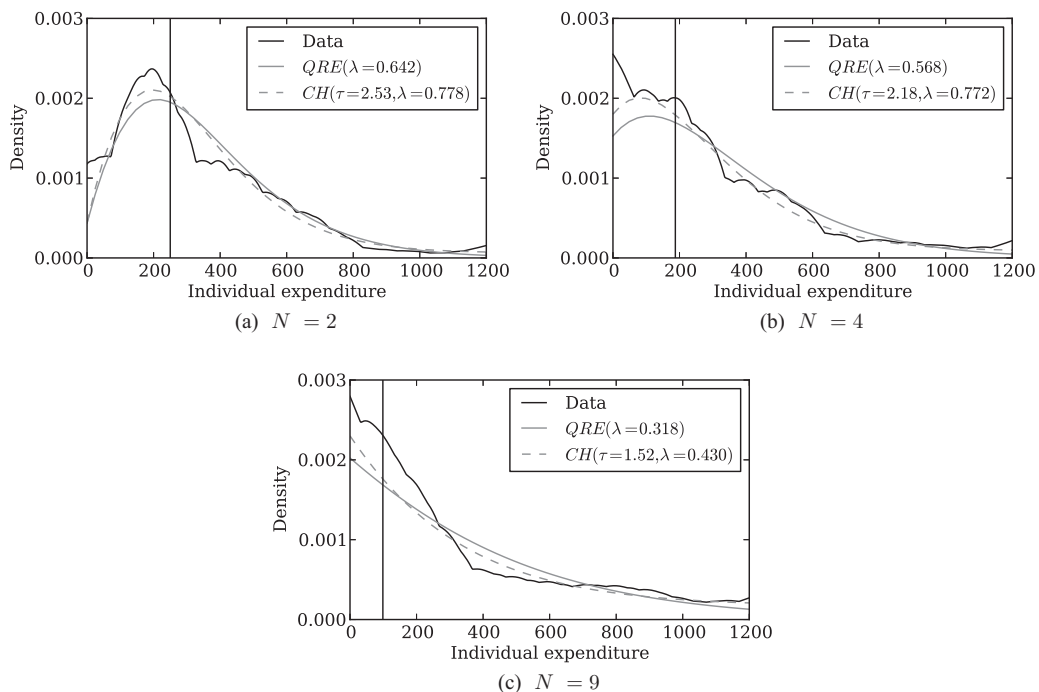 0.003
0.002
0.001
0.000
Density
Data
QRE(λ=0.642)
CH(τ=2.53,λ=0.778)
0 200 400 600 800 1000 1200
Individual expenditure
(a) N = 2
0.003
0.002
0.001
0.000
Density
Data
QRE(λ=0.568)
CH(τ=2.18,λ=0.772)
0 200 400 600 800 1000 1200
Individual expenditure
(b) N = 4
0.003
0.002
0.001
0.000
Density
Data
QRE(λ=0.318)
CH(τ=1.52,λ=0.430)
0 200 400 600 800 1000 1200
Individual expenditure
(c) N = 9